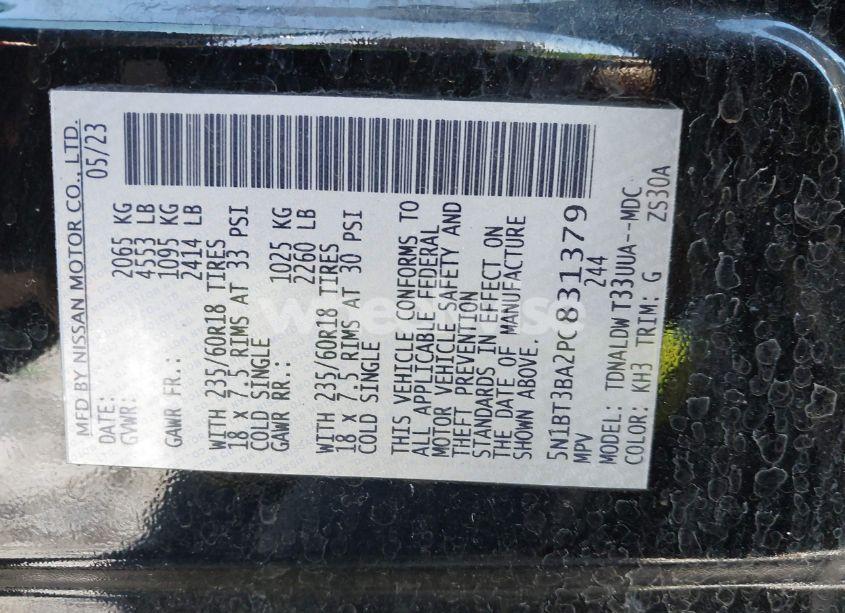 MFD BY NISSAN MOTOR CO., LTD.
DATE: 05/23
GVWR: 2065 KG
4553 LB
GAWR FR.: 1095 KG
2414 LB
WITH 235/60R18 TIRES
18 X 7.5 RIMS AT 33 PSI
COLD SINGLE
GAWR RR.: 1025 KG
2260 LB
WITH 235/60R18 TIRES
18 X 7.5 RIMS AT 30 PSI
COLD SINGLE
THIS VEHICLE CONFORMS TO
ALL APPLICABLE FEDERAL
MOTOR VEHICLE SAFETY AND
THEFT PREVENTION
STANDARDS IN EFFECT ON
THE DATE OF MANUFACTURE
SHOWN ABOVE.
5N1BT3BA2PC831379
MPV 244
MODEL: TDNALDWT33UUA--MDC
COLOR: KH3 TRIM: G ZS30A